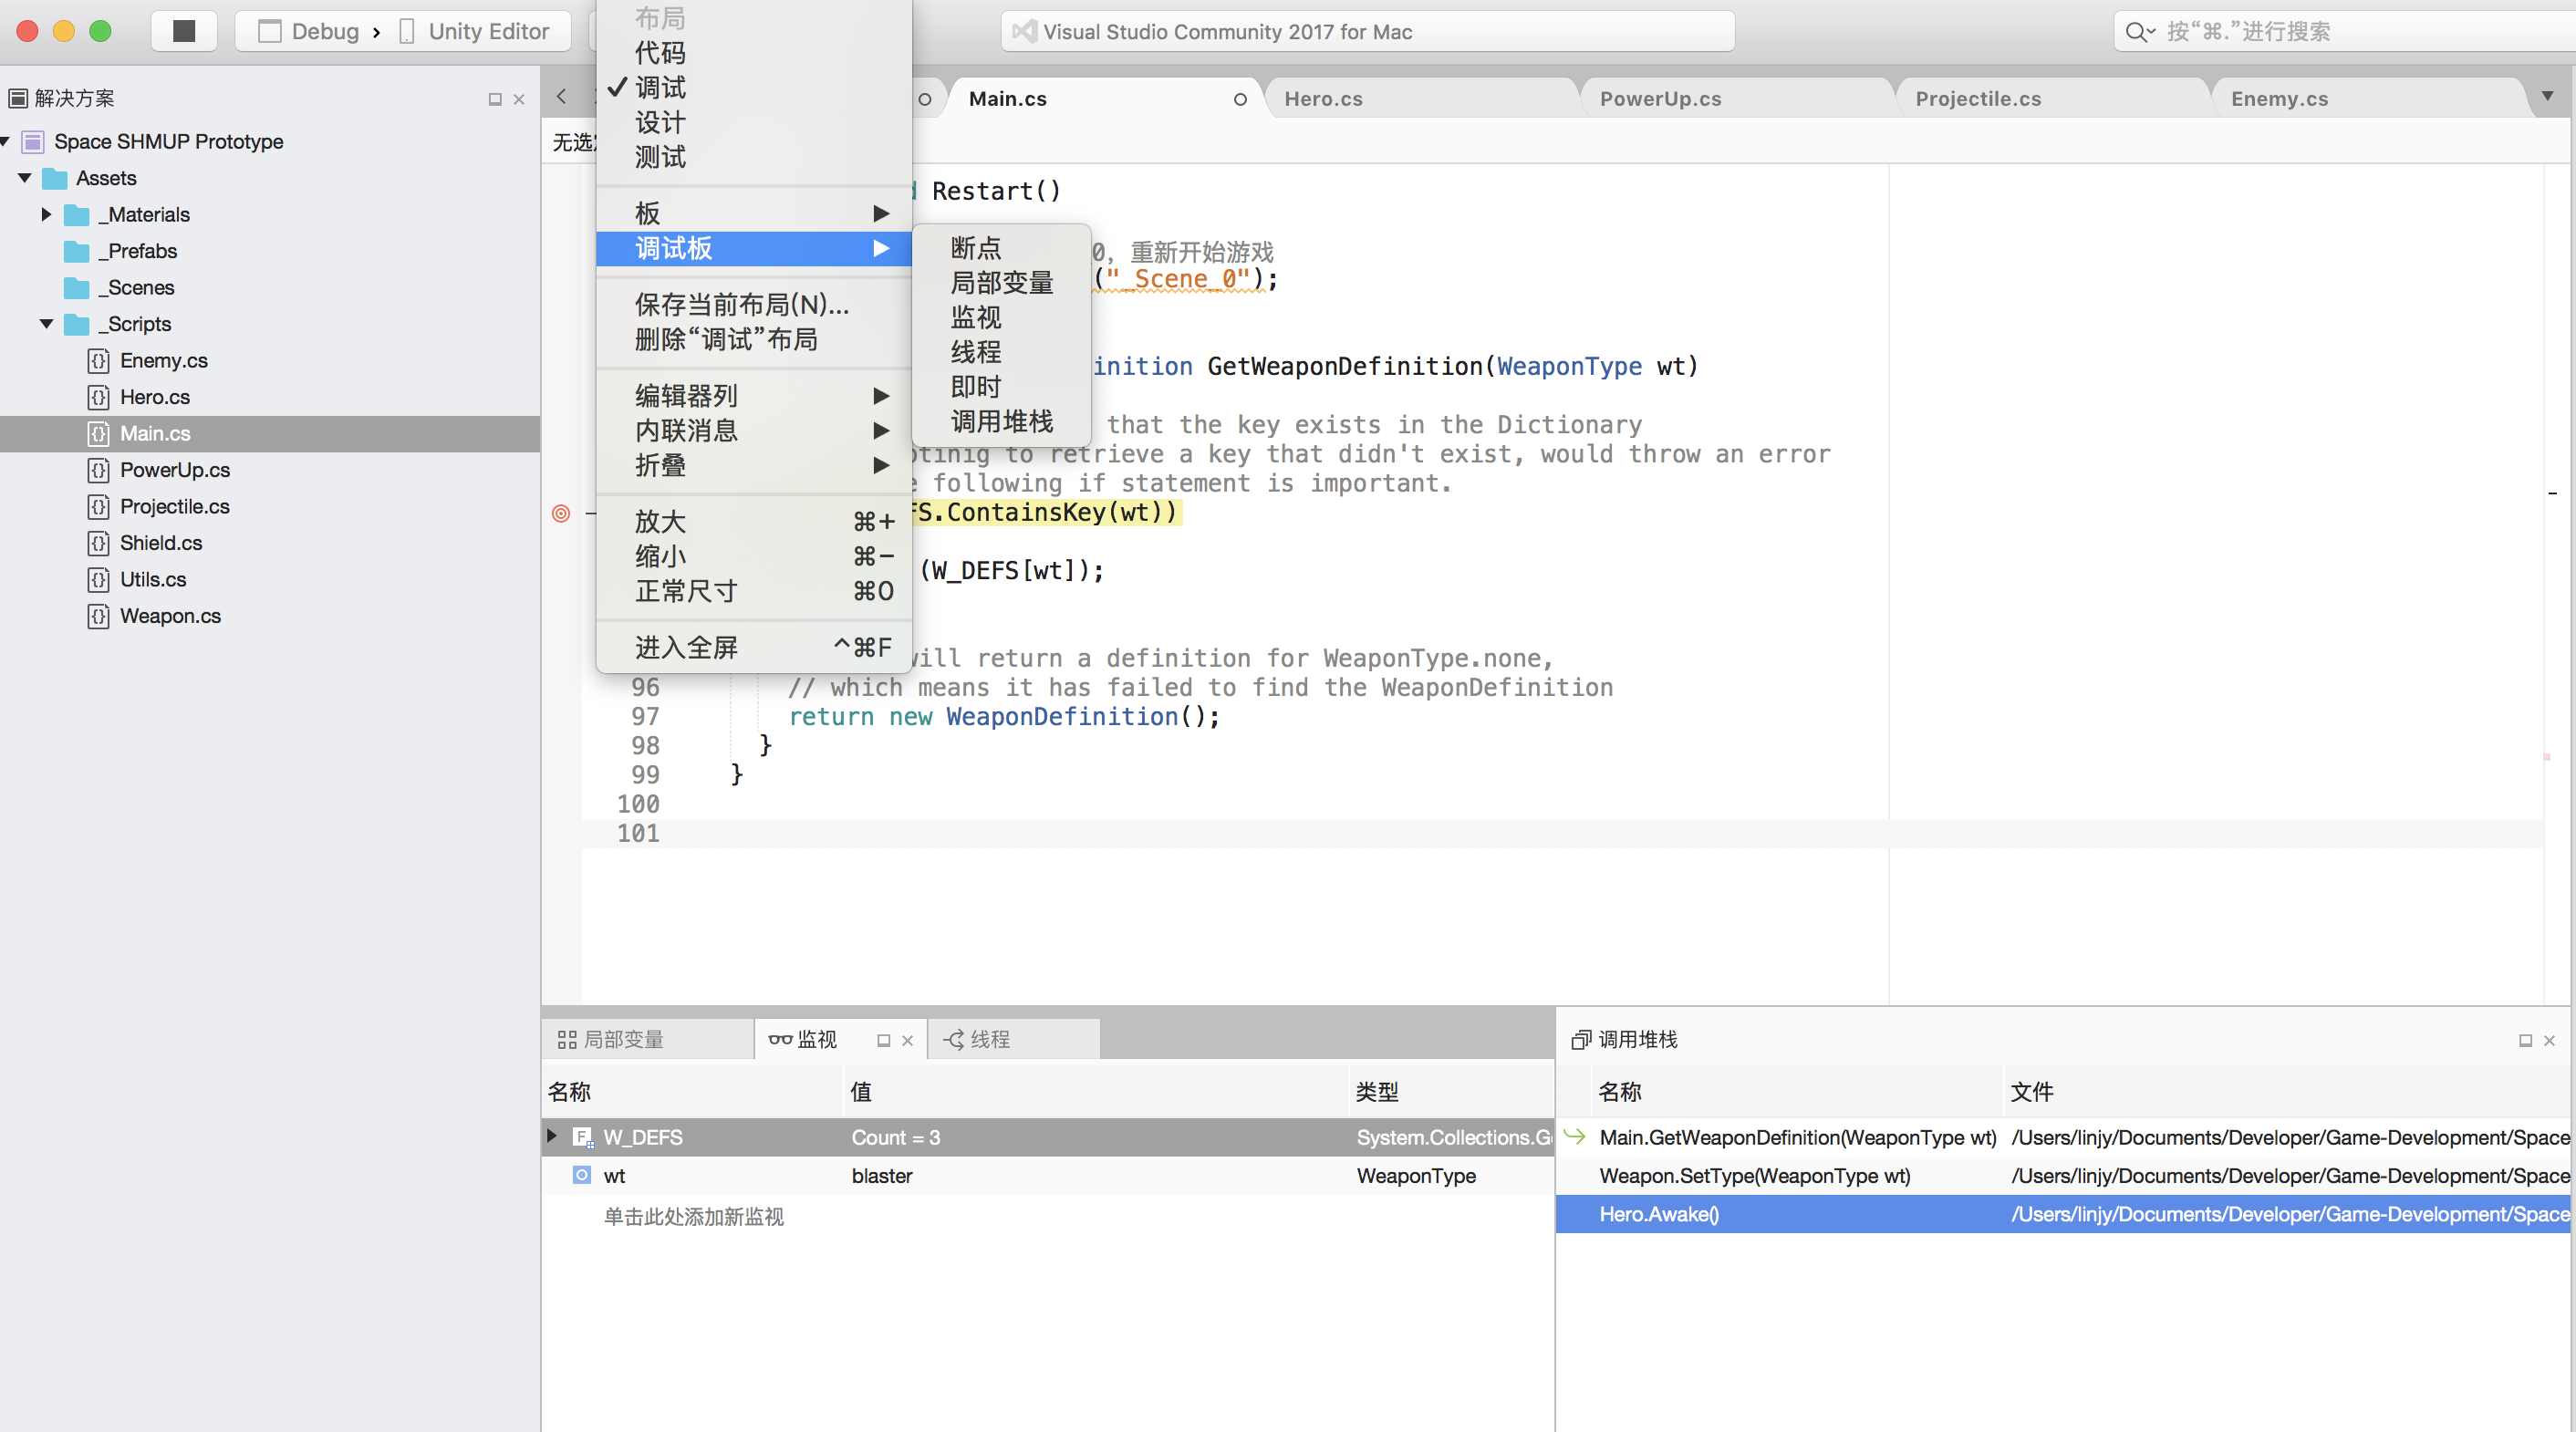 Debug › Unity Editor
Visual Studio Community 2017 for Mac
按“⌘.”进行搜索
布局
代码
✓ 调试
设计
测试
板
调试板
保存当前布局(N)...
删除“调试”布局
编辑器列
内联消息
折叠
放大 ⌘+
缩小 ⌘−
正常尺寸 ⌘0
进入全屏 ^⌘F
断点
局部变量
监视
线程
即时
调用堆栈
解决方案
Space SHMUP Prototype
Assets
_Materials
_Prefabs
_Scenes
_Scripts
Enemy.cs
Hero.cs
Main.cs
PowerUp.cs
Projectile.cs
Shield.cs
Utils.cs
Weapon.cs
Main.cs
Hero.cs
PowerUp.cs
Projectile.cs
Enemy.cs
无选
Restart()
0，重新开始游戏
("_Scene_0");
inition GetWeaponDefinition(WeaponType wt)
that the key exists in the Dictionary
ptinig to retrieve a key that didn't exist, would throw an error
e following if statement is important.
FS.ContainsKey(wt))
(W_DEFS[wt]);
will return a definition for WeaponType.none,
96 // which means it has failed to find the WeaponDefinition
97 return new WeaponDefinition();
98 }
99 }
100
101
局部变量
监视
线程
名称 值 类型
W_DEFS Count = 3 System.Collections.G
wt blaster WeaponType
单击此处添加新监视
调用堆栈
名称 文件
Main.GetWeaponDefinition(WeaponType wt) /Users/linjy/Documents/Developer/Game-Development/Space
Weapon.SetType(WeaponType wt) /Users/linjy/Documents/Developer/Game-Development/Space
Hero.Awake() /Users/linjy/Documents/Developer/Game-Development/Space